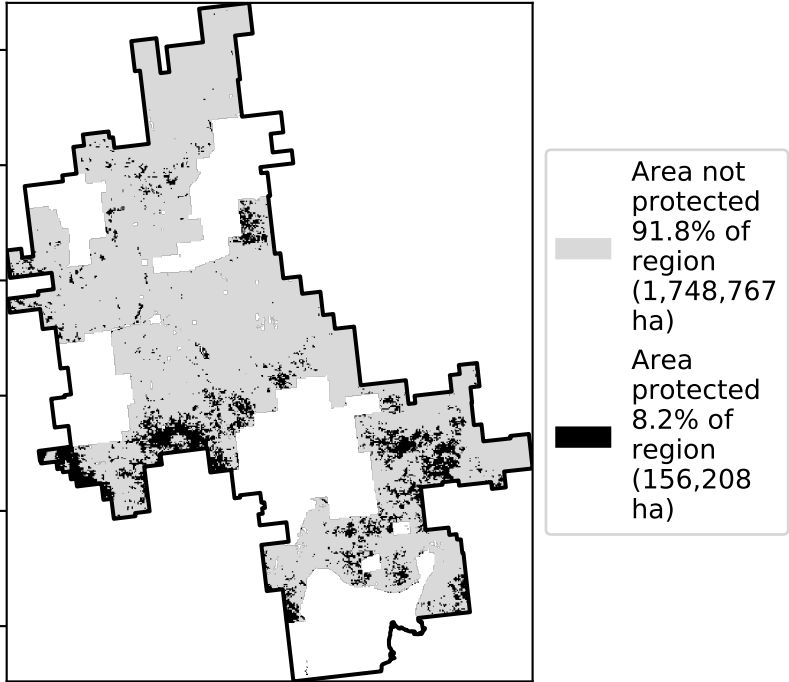 Area not
protected
91.8% of
region
(1,748,767
ha)
Area
protected
8.2% of
region
(156,208
ha)